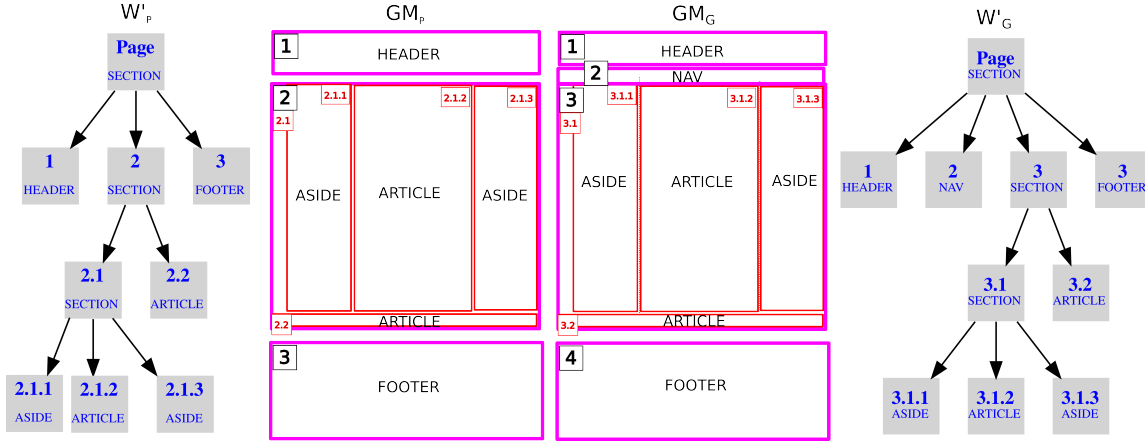 W'P
Page
SECTION
1
HEADER
2
SECTION
3
FOOTER
2.1
SECTION
2.2
ARTICLE
2.1.1
ASIDE
2.1.2
ARTICLE
2.1.3
ASIDE
GMP
1
HEADER
2
2.1
2.1.1
ASIDE
2.1.2
ARTICLE
2.1.3
ASIDE
2.2
ARTICLE
3
FOOTER
GMG
1
HEADER
2
NAV
3
3.1
3.1.1
ASIDE
3.1.2
ARTICLE
3.1.3
ASIDE
3.2
ARTICLE
4
FOOTER
W'G
Page
SECTION
1
HEADER
2
NAV
3
SECTION
3
FOOTER
3.1
SECTION
3.2
ARTICLE
3.1.1
ASIDE
3.1.2
ARTICLE
3.1.3
ASIDE